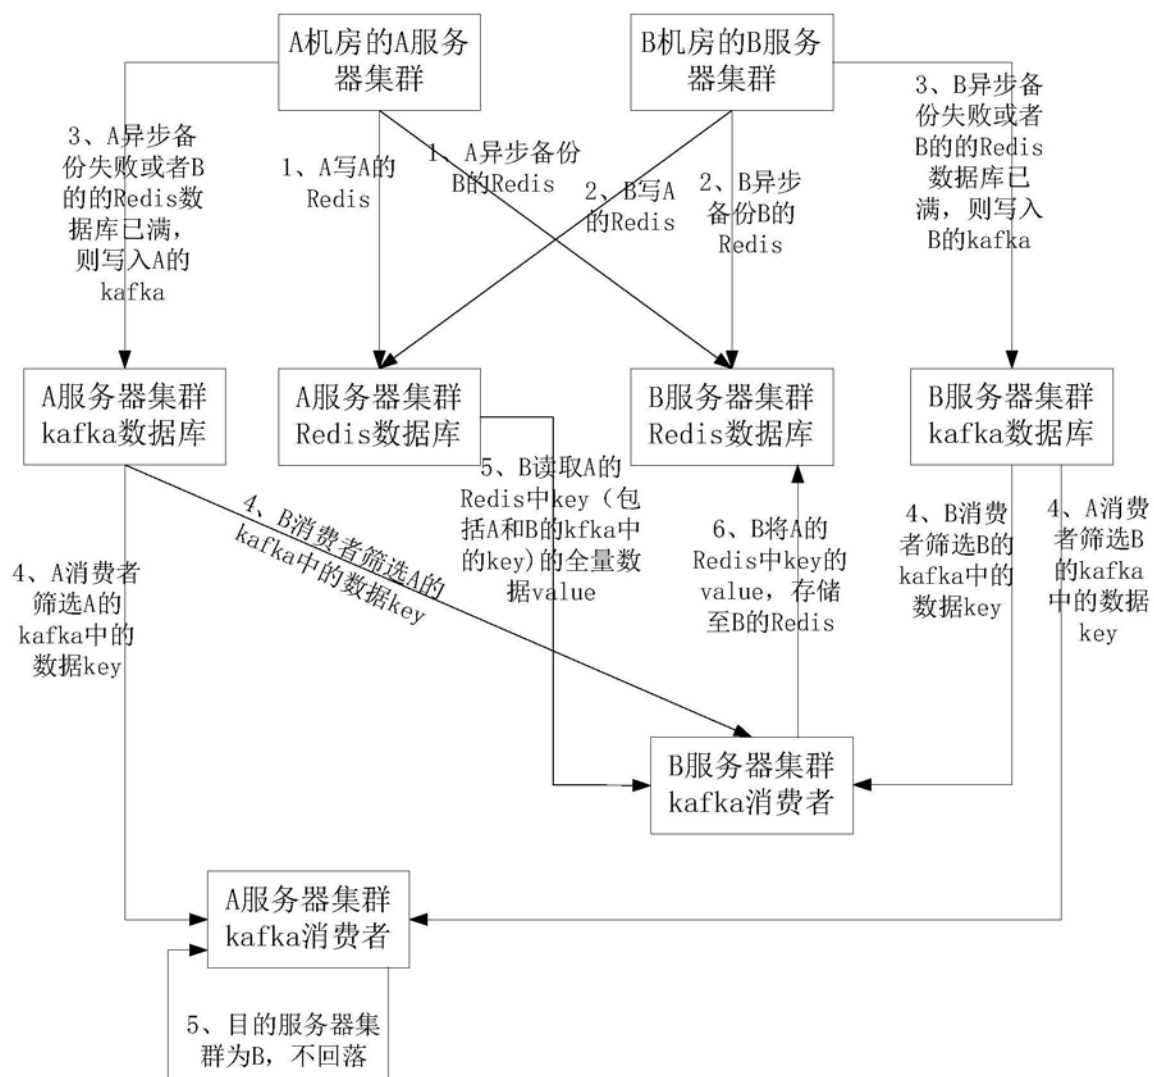 A机房的A服务
器集群
B机房的B服务
器集群
3、A异步备
份失败或者B
的的Redis数
据库已满，
则写入A的
kafka
1、A写A的
Redis
1、A异步备份
B的Redis
2、B写A
的Redis
2、B异步
备份B的
Redis
3、B异步备
份失败或者
B的的Redis
数据库已
满，则写入
B的kafka
A服务器集群
kafka数据库
A服务器集群
Redis数据库
B服务器集群
Redis数据库
B服务器集群
kafka数据库
4、A消费者
筛选A的
kafka中的
数据key
4、B消费者筛选A的
kafka中的数据key
5、B读取A的
Redis中key（包
括A和B的kfka中
的key)的全量数
据value
6、B将A的
Redis中key的
value，存储
至B的Redis
4、B消费
者筛选B的
kafka中的
数据key
4、A消费
者筛选B
的kafka
中的数据
key
B服务器集群
kafka消费者
A服务器集群
kafka消费者
5、目的服务器集
群为B，不回落